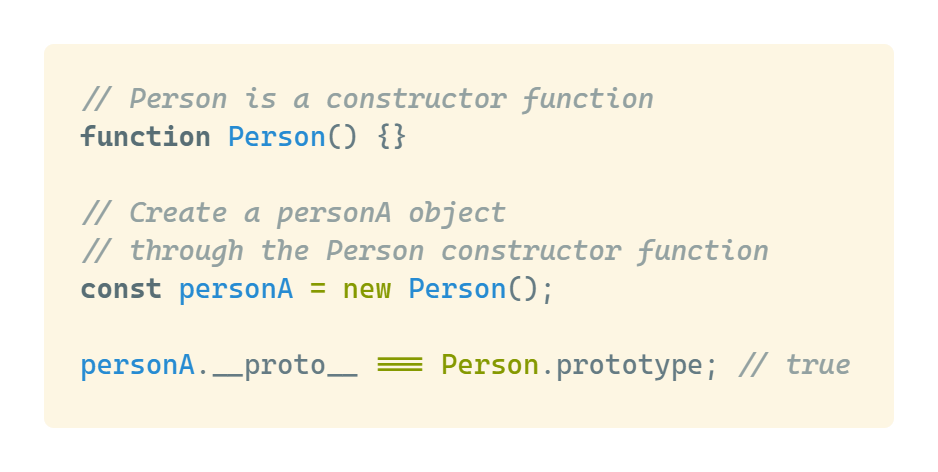 // Person is a constructor function
function Person() {}
// Create a personA object
// through the Person constructor function
const personA = new Person();
personA.__proto__ === Person.prototype; // true